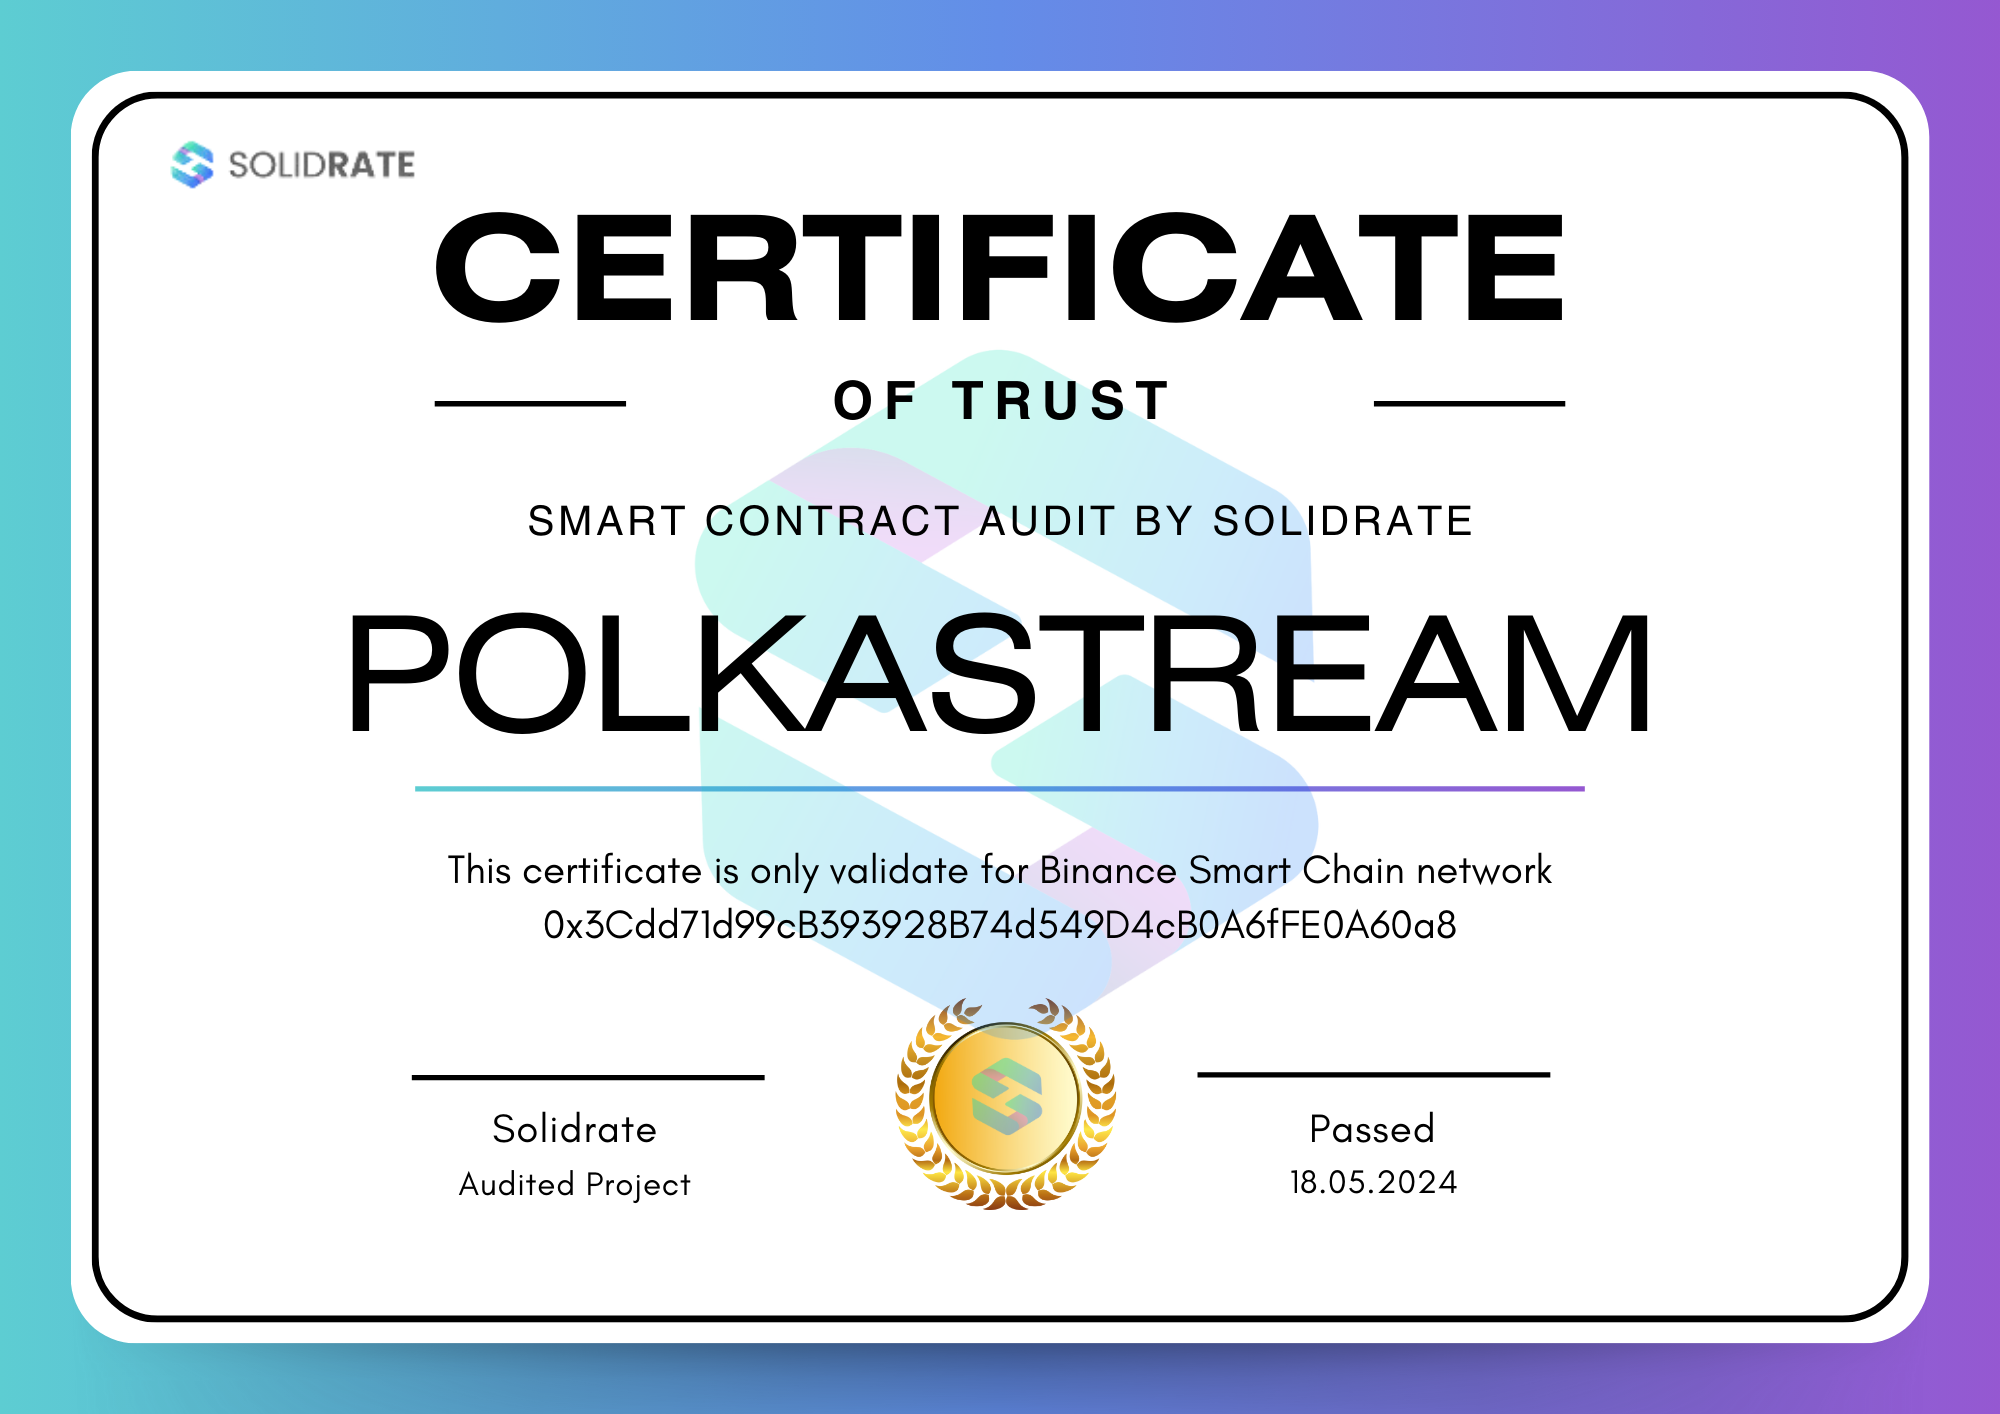 SOLIDRATE
CERTIFICATE
OF TRUST
SMART CONTRACT AUDIT BY SOLIDRATE
POLKASTREAM
This certificate is only validate for Binance Smart Chain network
0x3Cdd71d99cB393928B74d549D4cB0A6fFE0A60a8
Solidrate
Audited Project
Passed
18.05.2024